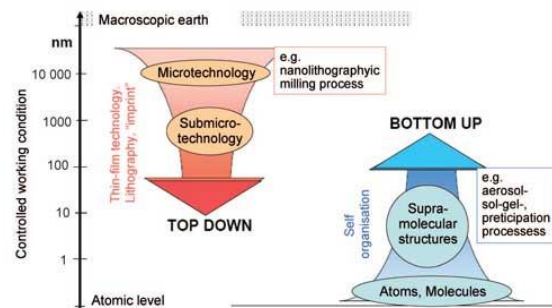 Macroscopic earth
nm
10 000
1000
100
10
1
Controlled working condition
Atomic level
Thin-film technology,
Lithography, "imprint"
Microtechnology
Submicro-
technology
TOP DOWN
e.g.
nanolithographyic
milling process
BOTTOM UP
Self
organisation
Supra-
molecular
structures
Atoms, Molecules
e.g.
aerosol-
sol-gel-,
preticipation
processess